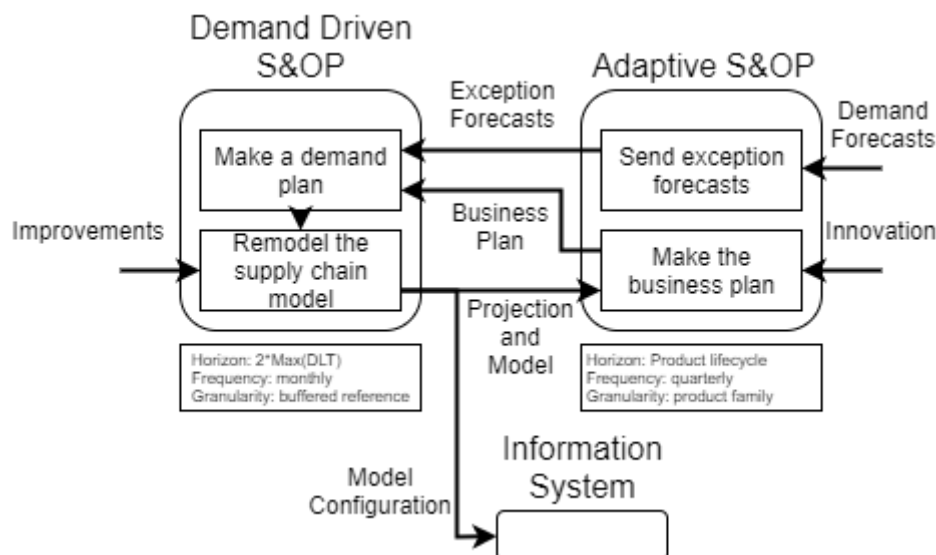 Demand Driven
S&OP
Adaptive S&OP
Exception
Forecasts
Demand
Forecasts
Make a demand
plan
Send exception
forecasts
Improvements
Business
Plan
Innovation
Remodel the
supply chain
model
Make the
business plan
Projection
and
Model
Horizon: 2*Max(DLT)
Frequency: monthly
Granularity: buffered reference
Horizon: Product lifecycle
Frequency: quarterly
Granularity: product family
Model
Configuration
Information
System